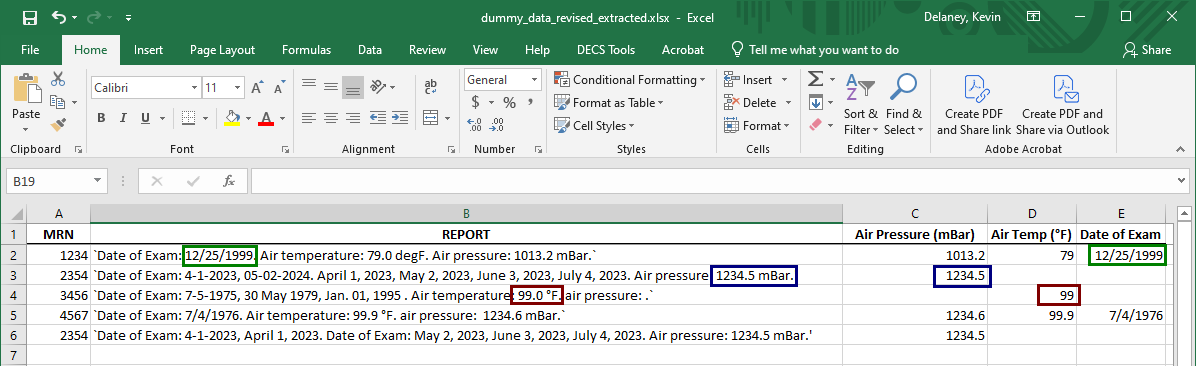 dummy_data_revised_extracted.xlsx - Excel Delaney, Kevin
File Home Insert Page Layout Formulas Data Review View Help DECS Tools Acrobat Tell me what you want to do Share
Paste Calibri 11 A A ab General Conditional Formatting Insert Σ A Z Sort & Filter Find & Select Create PDF and Share link Create PDF and Share via Outlook
B I U A $ % , Format as Table Delete
.00 .0 Cell Styles Format
Clipboard Font Alignment Number Styles Cells Editing Adobe Acrobat
B19 fx
A B C D E
1 MRN REPORT Air Pressure (mBar) Air Temp (°F) Date of Exam
2 1234 `Date of Exam: 12/25/1999. Air temperature: 79.0 degF. Air pressure: 1013.2 mBar.` 1013.2 79 12/25/1999
3 2354 `Date of Exam: 4-1-2023, 05-02-2024. April 1, 2023, May 2, 2023, June 3, 2023, July 4, 2023. Air pressure: 1234.5 mBar. 1234.5
4 3456 `Date of Exam: 7-5-1975, 30 May 1979, Jan. 01, 1995 . Air temperature: 99.0 °F. air pressure: .` 99
5 4567 `Date of Exam: 7/4/1976. Air temperature: 99.9 °F. air pressure: 1234.6 mBar.` 1234.6 99.9 7/4/1976
6 2354 `Date of Exam: 4-1-2023, April 1, 2023. Date of Exam: May 2, 2023, June 3, 2023, July 4, 2023. Air pressure: 1234.5 mBar.' 1234.5
7